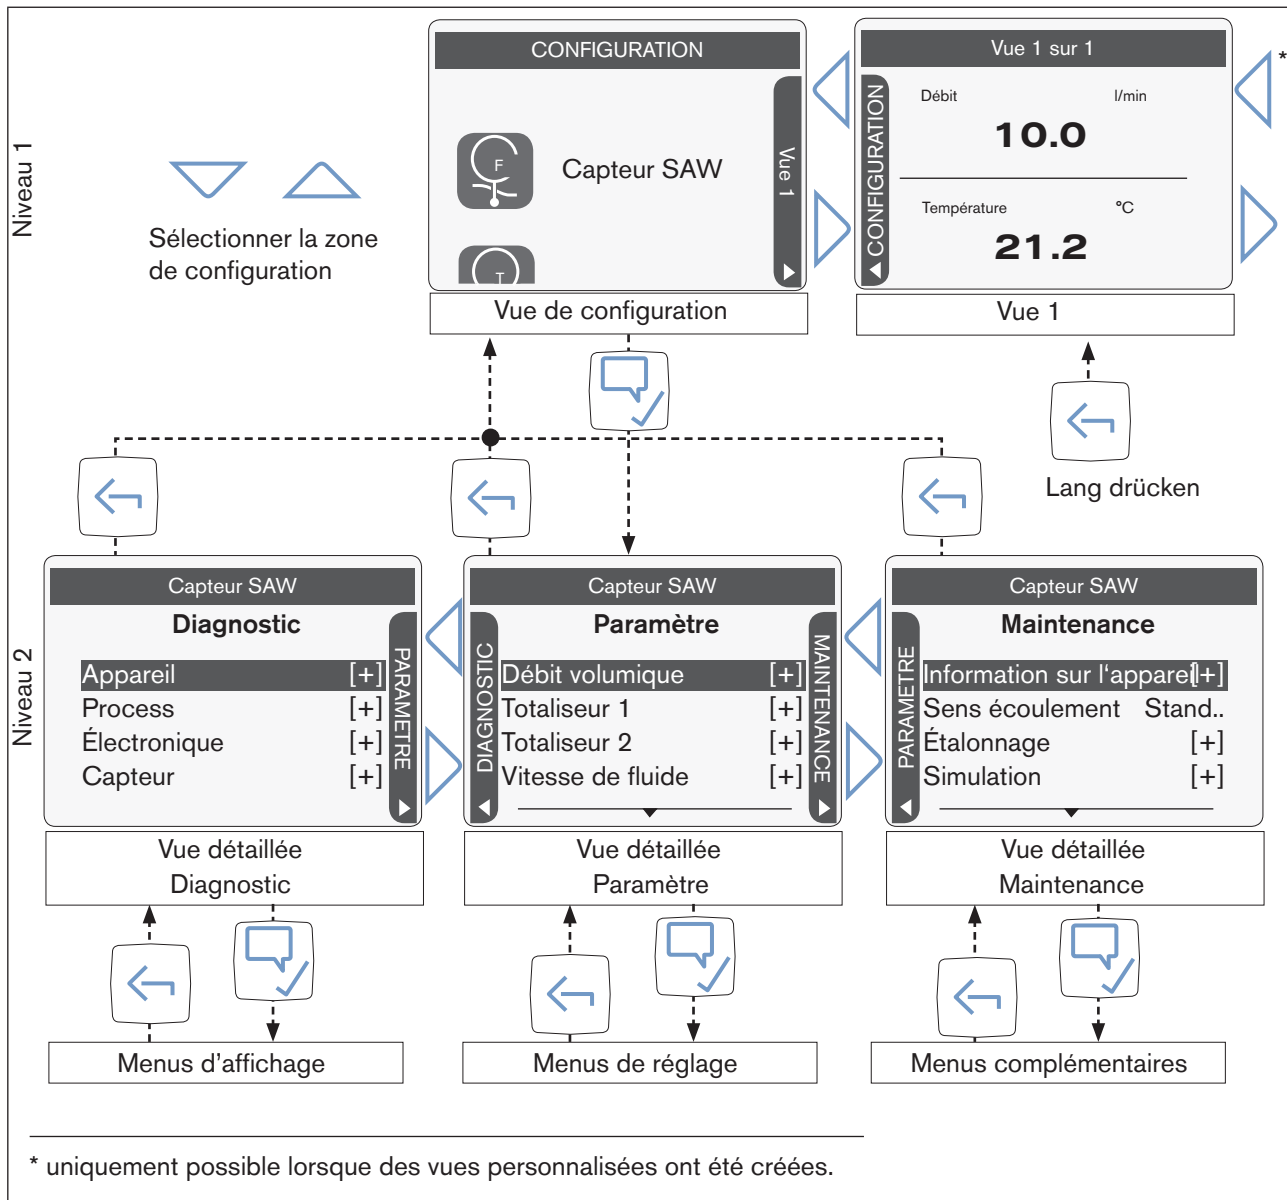 Niveau 1
Sélectionner la zone
de configuration
CONFIGURATION
F
Capteur SAW
T
Vue 1
Vue de configuration
Vue 1 sur 1
CONFIGURATION
Débit l/min
10.0
Température °C
21.2
*
Vue 1
Lang drücken
Niveau 2
Capteur SAW
Diagnostic
Appareil [+]
Process [+]
Électronique [+]
Capteur [+]
PARAMETRE
Vue détaillée
Diagnostic
Menus d'affichage
Capteur SAW
Paramètre
DIAGNOSTIC
Débit volumique [+]
Totaliseur 1 [+]
Totaliseur 2 [+]
Vitesse de fluide [+]
MAINTENANCE
Vue détaillée
Paramètre
Menus de réglage
Capteur SAW
Maintenance
PARAMETRE
Information sur l‘appareil[+]
Sens écoulement Stand..
Étalonnage [+]
Simulation [+]
Vue détaillée
Maintenance
Menus complémentaires
* uniquement possible lorsque des vues personnalisées ont été créées.